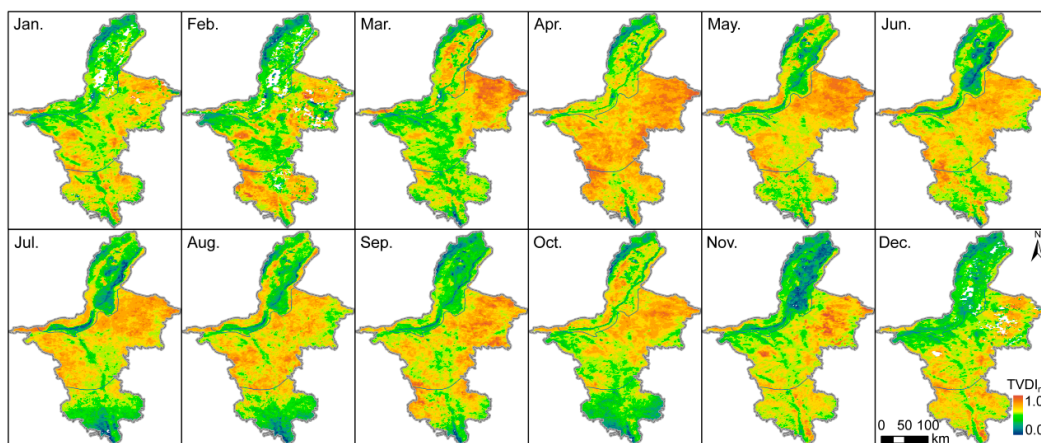 Jan.
Feb.
Mar.
Apr.
May.
Jun.
Jul.
Aug.
Sep.
Oct.
Nov.
Dec.
N
TVDI
1.0
0.0
0 50 100
km